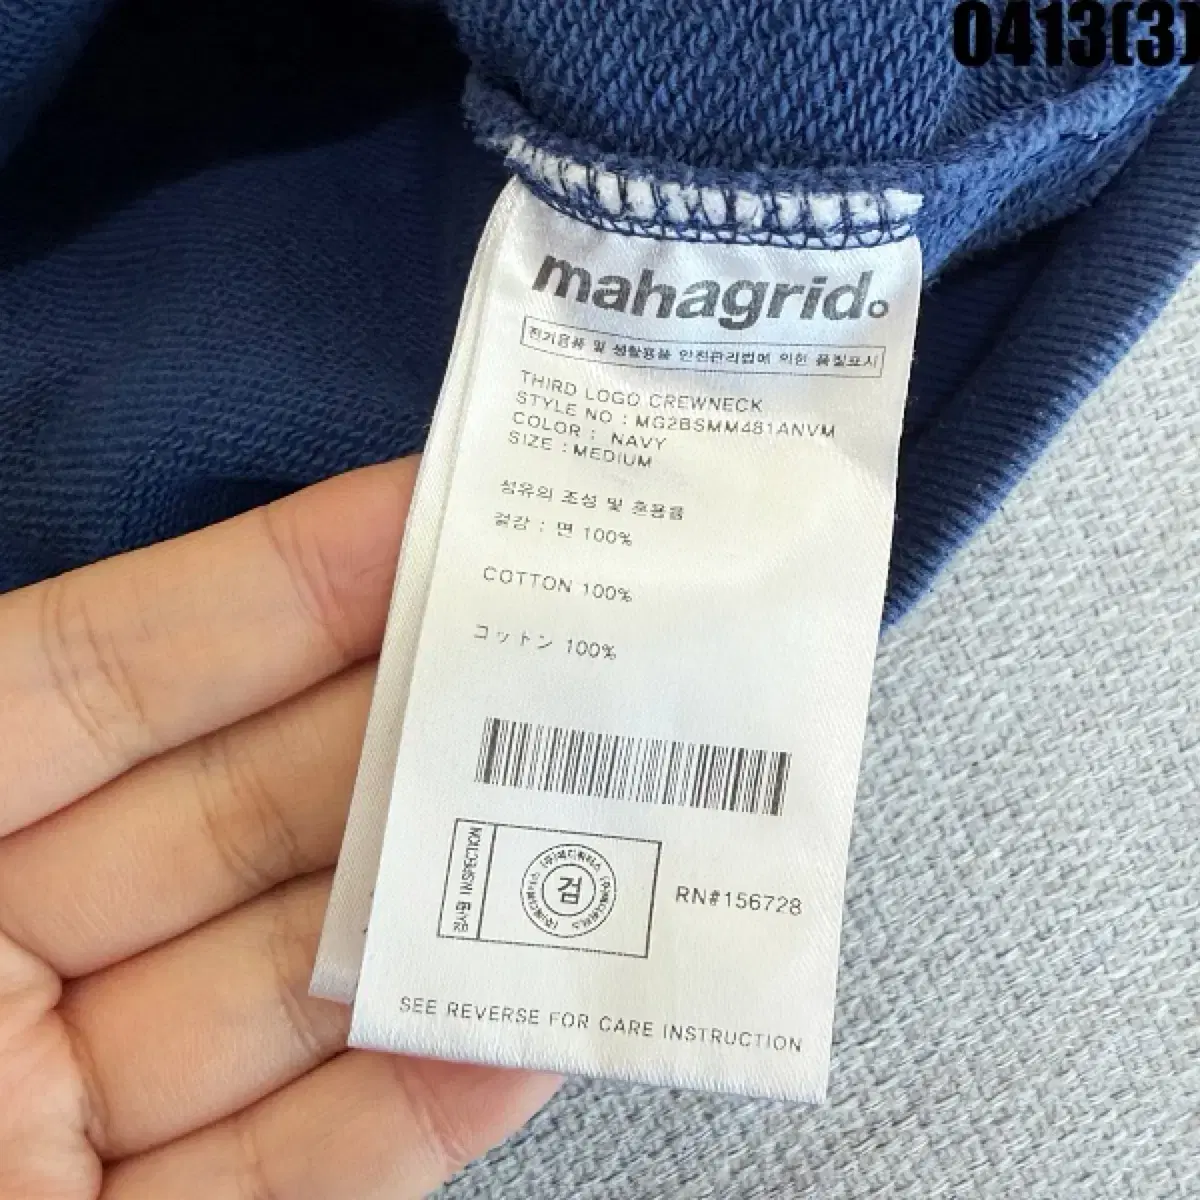 0413(3)
mahagrid
전기용품 및 생활용품 안전관리법에 의한 품질표시
THIRD LOGO CREWNECK
STYLE NO : MG2BSMM481ANVM
COLOR : NAVY
SIZE : MEDIUM
섬유의 조성 및 혼용률
겉감 : 면 100%
COTTON 100%
コットン 100%
INSPECTION
검
RN#156728
SEE REVERSE FOR CARE INSTRUCTION